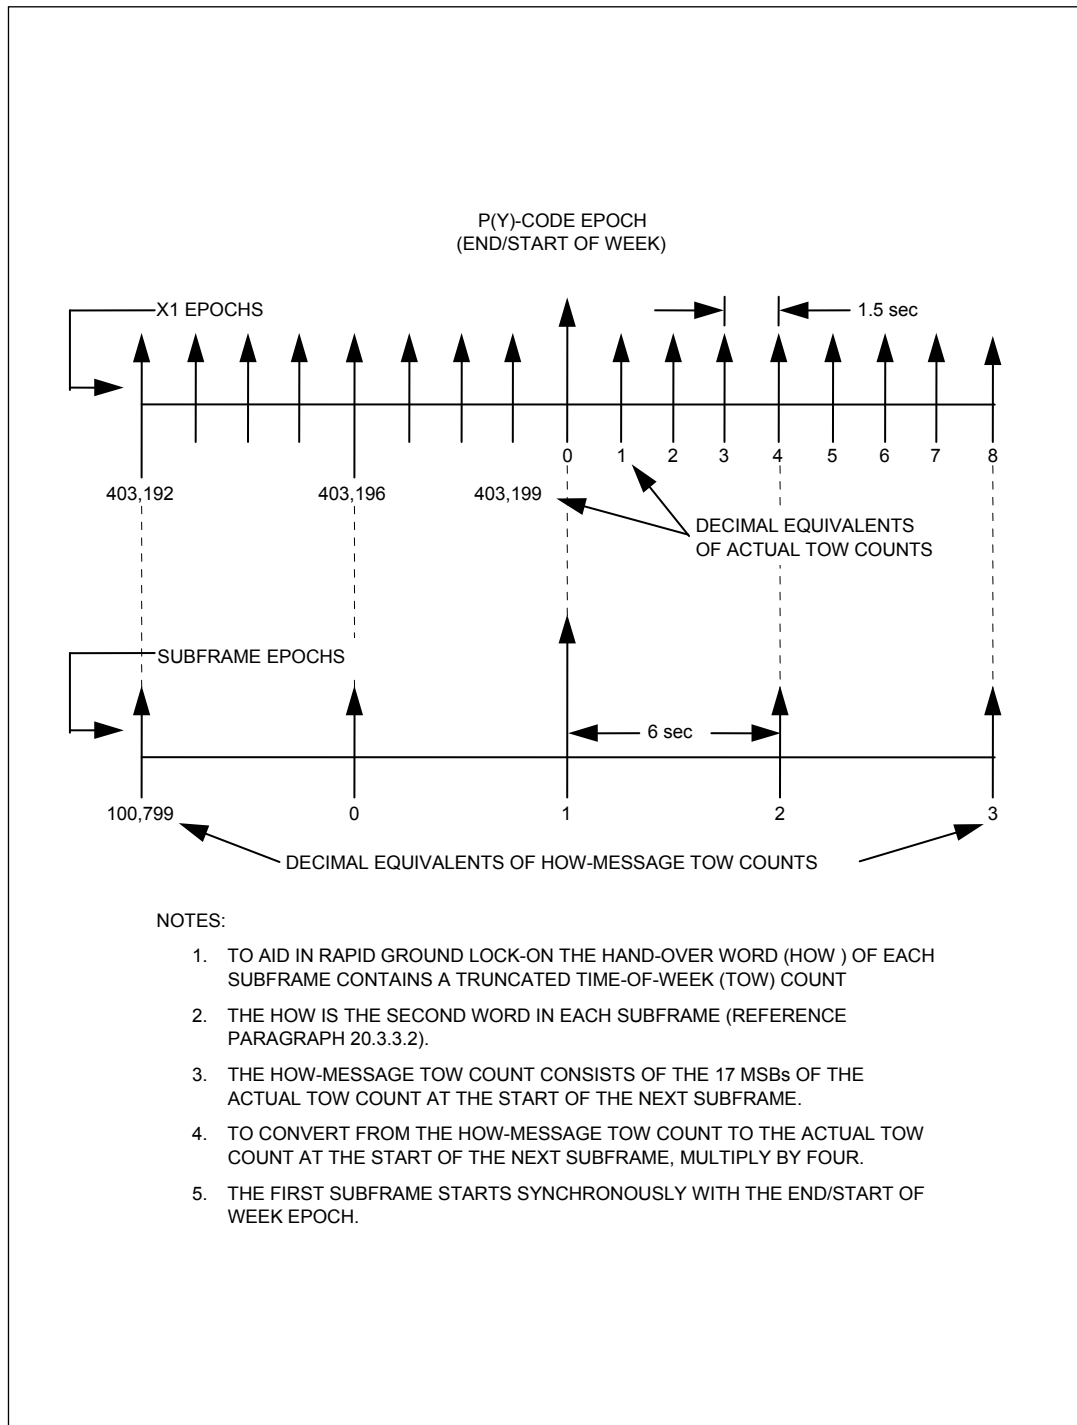 P(Y)-CODE EPOCH
(END/START OF WEEK)
X1 EPOCHS
1.5 sec
0 1 2 3 4 5 6 7 8
403,192 403,196 403,199
DECIMAL EQUIVALENTS
OF ACTUAL TOW COUNTS
SUBFRAME EPOCHS
6 sec
100,799 0 1 2 3
DECIMAL EQUIVALENTS OF HOW-MESSAGE TOW COUNTS
NOTES:
1. TO AID IN RAPID GROUND LOCK-ON THE HAND-OVER WORD (HOW ) OF EACH
SUBFRAME CONTAINS A TRUNCATED TIME-OF-WEEK (TOW) COUNT
2. THE HOW IS THE SECOND WORD IN EACH SUBFRAME (REFERENCE
PARAGRAPH 20.3.3.2).
3. THE HOW-MESSAGE TOW COUNT CONSISTS OF THE 17 MSBs OF THE
ACTUAL TOW COUNT AT THE START OF THE NEXT SUBFRAME.
4. TO CONVERT FROM THE HOW-MESSAGE TOW COUNT TO THE ACTUAL TOW
COUNT AT THE START OF THE NEXT SUBFRAME, MULTIPLY BY FOUR.
5. THE FIRST SUBFRAME STARTS SYNCHRONOUSLY WITH THE END/START OF
WEEK EPOCH.